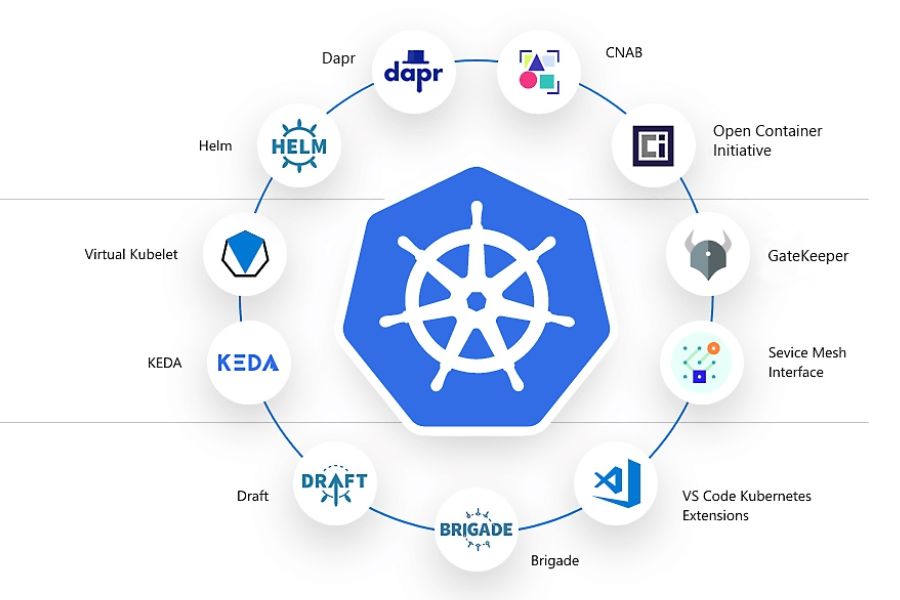 Dapr
dapr
CNAB
Helm
HELM
Ci
Open Container
Initiative
Virtual Kubelet
GateKeeper
KEDA
KEDA
Sevice Mesh
Interface
Draft
DRAFT
VS Code Kubernetes
Extensions
BRIGADE
Brigade